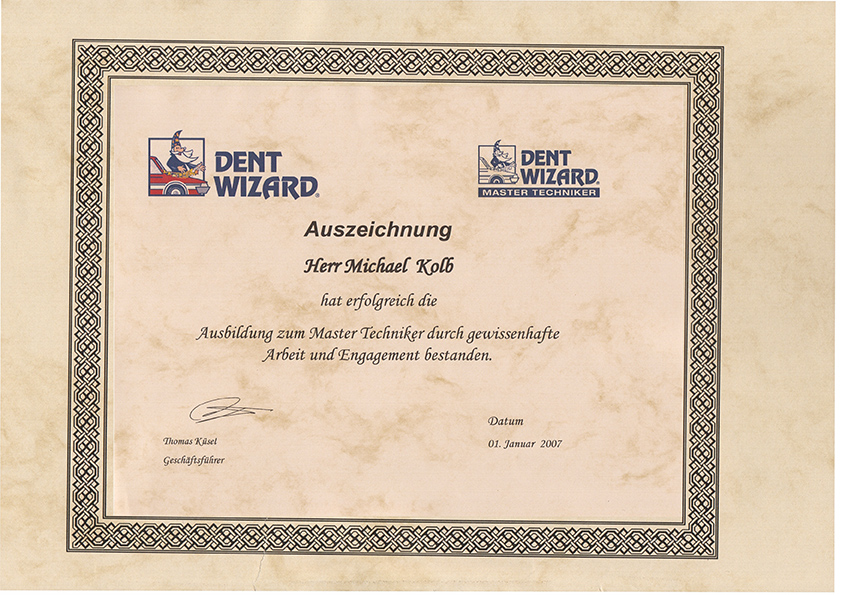 DENT
WIZARD®
DENT
WIZARD®
MASTER TECHNIKER
Auszeichnung
Herr Michael Kolb
hat erfolgreich die
Ausbildung zum Master Techniker durch gewissenhafte
Arbeit und Engagement bestanden.
Thomas Küsel
Geschäftsführer
Datum
01. Januar 2007